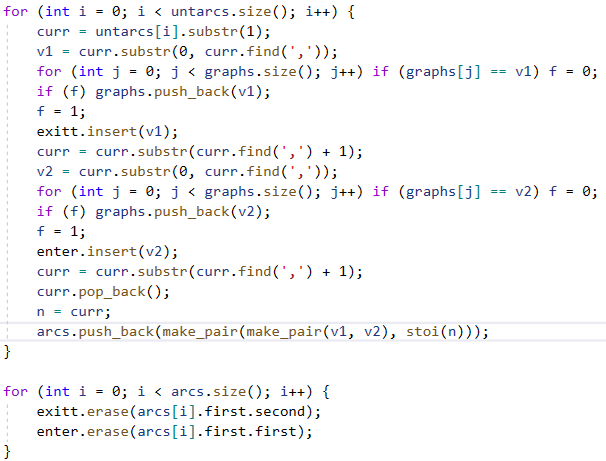 for (int i = 0; i < untarcs.size(); i++) {
    curr = untarcs[i].substr(1);
    v1 = curr.substr(0, curr.find(','));
    for (int j = 0; j < graphs.size(); j++) if (graphs[j] == v1) f = 0;
    if (f) graphs.push_back(v1);
    f = 1;
    exitt.insert(v1);
    curr = curr.substr(curr.find(',') + 1);
    v2 = curr.substr(0, curr.find(','));
    for (int j = 0; j < graphs.size(); j++) if (graphs[j] == v2) f = 0;
    if (f) graphs.push_back(v2);
    f = 1;
    enter.insert(v2);
    curr = curr.substr(curr.find(',') + 1);
    curr.pop_back();
    n = curr;
    arcs.push_back(make_pair(make_pair(v1, v2), stoi(n)));
}

for (int i = 0; i < arcs.size(); i++) {
    exitt.erase(arcs[i].first.second);
    enter.erase(arcs[i].first.first);
}